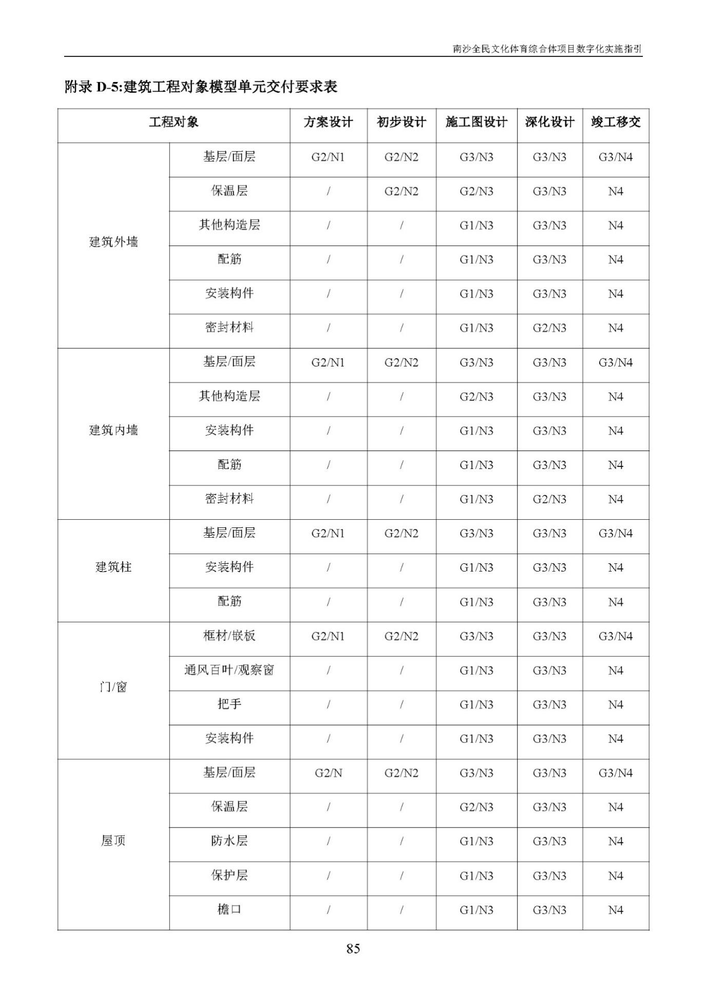 南沙全民文化体育综合体项目数字化实施指引
附录 D-5:建筑工程对象模型单元交付要求表
工程对象 方案设计 初步设计 施工图设计 深化设计 竣工移交
建筑外墙 基层/面层 G2/N1 G2/N2 G3/N3 G3/N3 G3/N4
保温层 / G2/N2 G2/N3 G3/N3 N4
其他构造层 / / G1/N3 G3/N3 N4
配筋 / / G1/N3 G3/N3 N4
安装构件 / / G1/N3 G3/N3 N4
密封材料 / / G1/N3 G2/N3 N4
建筑内墙 基层/面层 G2/N1 G2/N2 G3/N3 G3/N3 G3/N4
其他构造层 / / G2/N3 G3/N3 N4
安装构件 / / G1/N3 G3/N3 N4
配筋 / / G1/N3 G3/N3 N4
密封材料 / / G1/N3 G2/N3 N4
建筑柱 基层/面层 G2/N1 G2/N2 G3/N3 G3/N3 G3/N4
安装构件 / / G1/N3 G3/N3 N4
配筋 / / G1/N3 G3/N3 N4
门/窗 框材/嵌板 G2/N1 G2/N2 G3/N3 G3/N3 G3/N4
通风百叶/观察窗 / / G1/N3 G3/N3 N4
把手 / / G1/N3 G3/N3 N4
安装构件 / / G1/N3 G3/N3 N4
屋顶 基层/面层 G2/N G2/N2 G3/N3 G3/N3 G3/N4
保温层 / / G2/N3 G3/N3 N4
防水层 / / G1/N3 G3/N3 N4
保护层 / / G1/N3 G3/N3 N4
檐口 / / G1/N3 G3/N3 N4
85